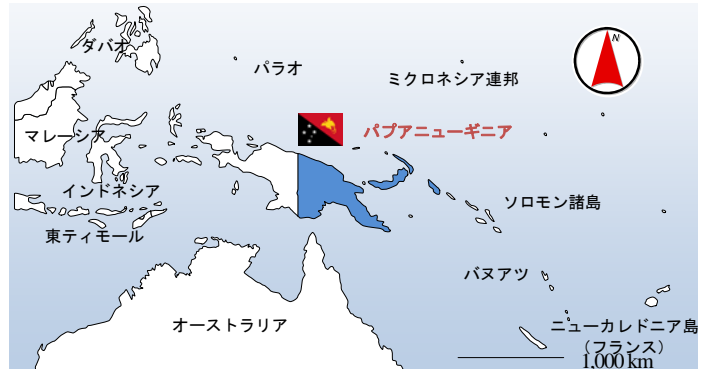 ダバオ
パラオ
ミクロネシア連邦
N
マレーシア
パプアニューギニア
インドネシア
ソロモン諸島
東ティモール
バヌアツ
オーストラリア
ニューカレドニア島
（フランス）
1,000 km